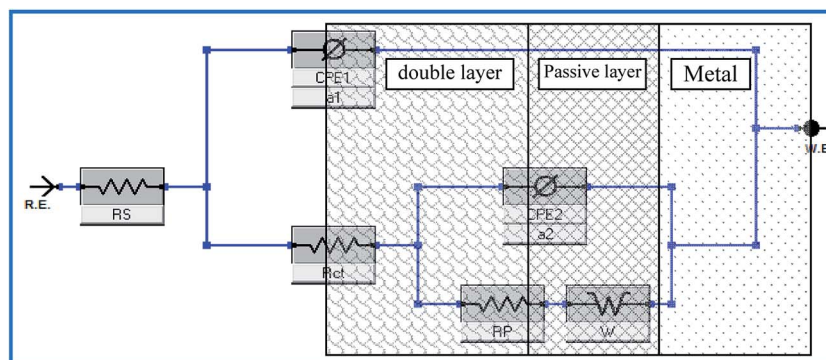 CPE1
a1
double layer
Passive layer
Metal
W.E
R.E.
RS
CPE2
a2
Rct
RP
W